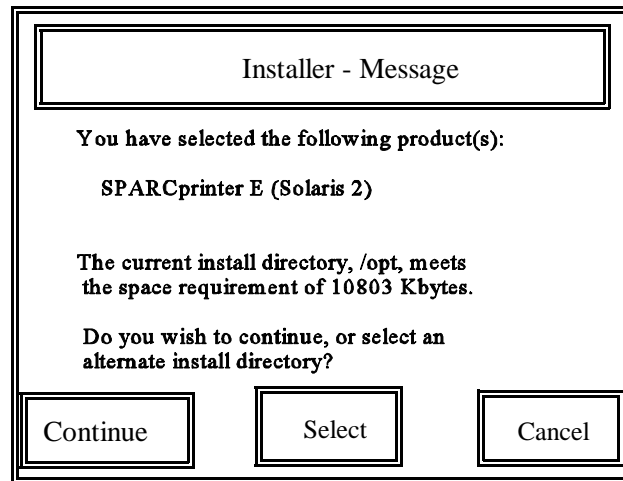 Installer - Message
You have selected the following product(s):
SPARCprinter E (Solaris 2)
The current install directory, /opt, meets
the space requirement of 10803 Kbytes.
Do you wish to continue, or select an
alternate install directory?
Continue
Select
Cancel